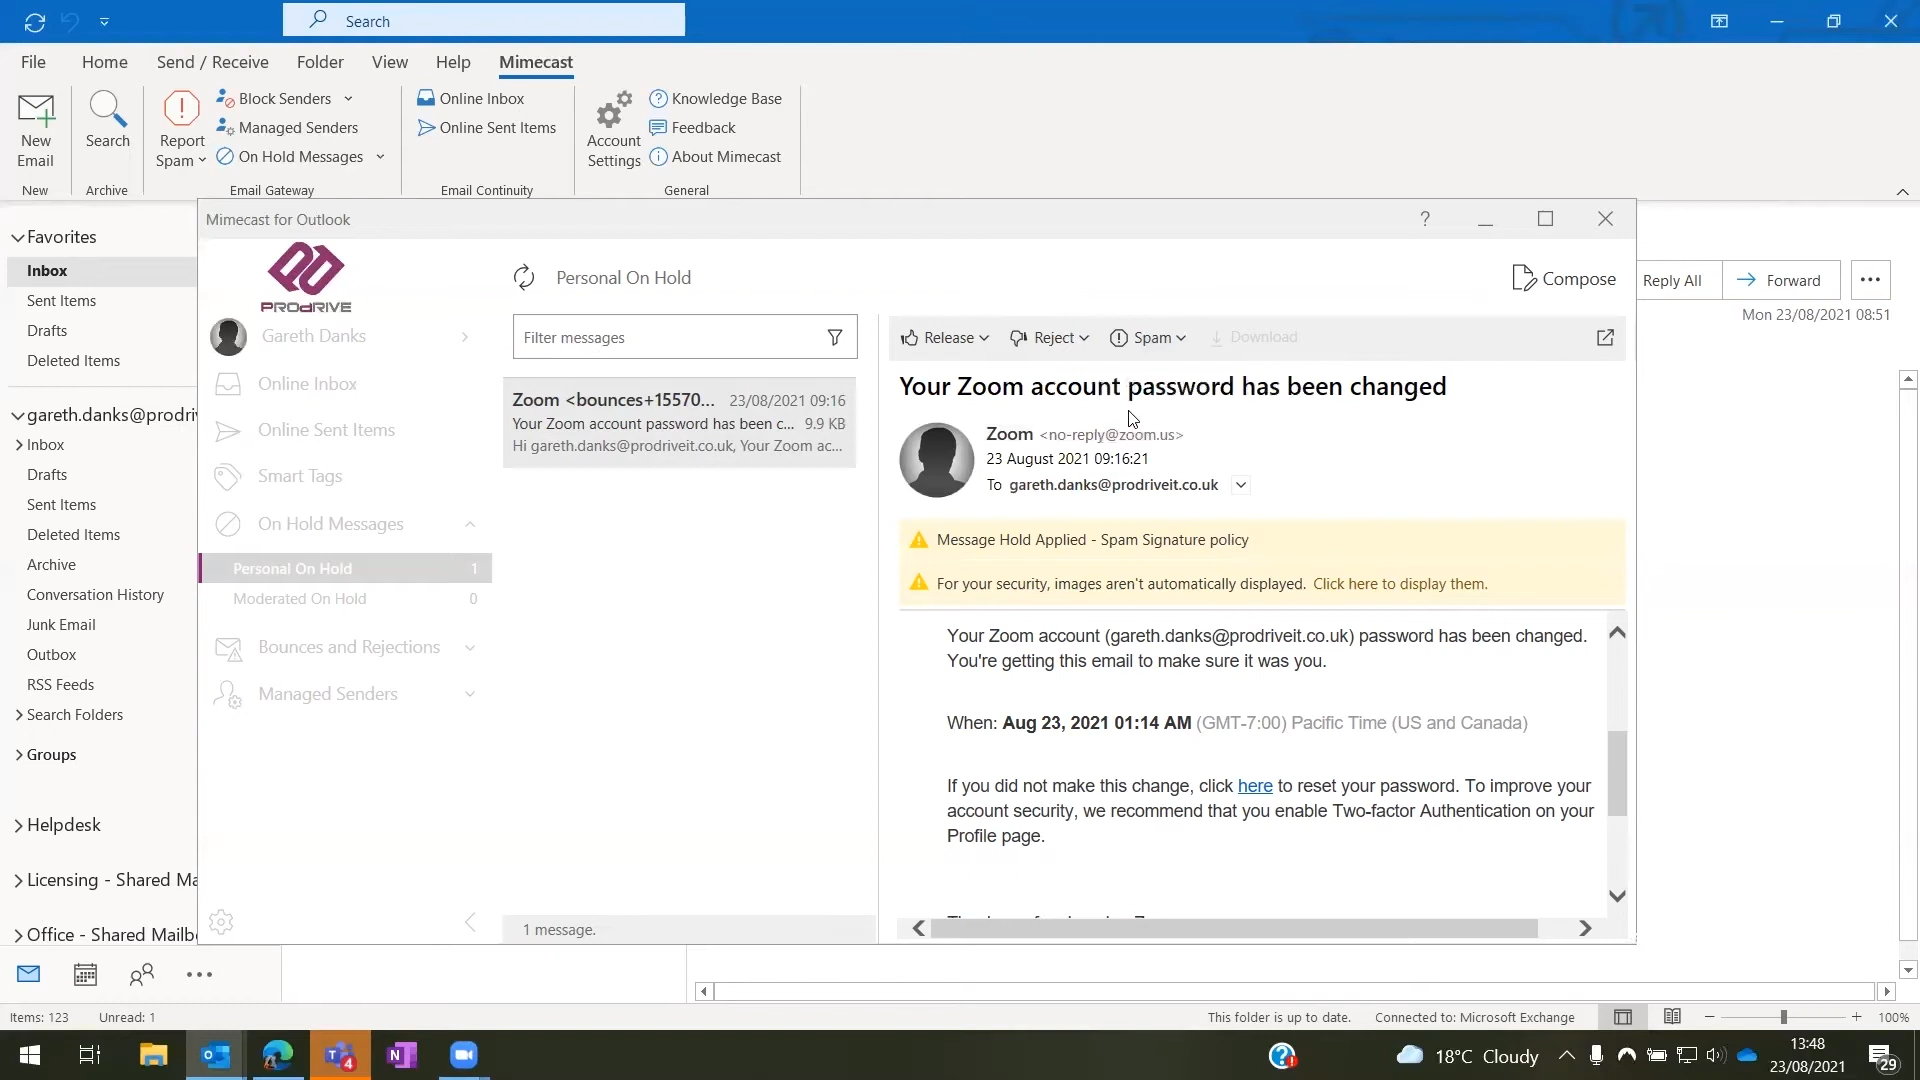 Search
File Home Send / Receive Folder View Help Mimecast
New
Email
Search
Report
Spam
Block Senders
Managed Senders
On Hold Messages
Online Inbox
Online Sent Items
Account
Settings
Knowledge Base
Feedback
About Mimecast
New Archive Email Gateway Email Continuity General
Favorites
Inbox
Sent Items
Drafts
Deleted Items
gareth.danks@prodri
Inbox
Drafts
Sent Items
Deleted Items
Archive
Conversation History
Junk Email
Outbox
RSS Feeds
Search Folders
Groups
Helpdesk
Licensing - Shared Ma
Office - Shared Mailb
Mimecast for Outlook
?
PRODRIVE
Gareth Danks
Online Inbox
Online Sent Items
Smart Tags
On Hold Messages
Personal On Hold 1
Moderated On Hold 0
Bounces and Rejections
Managed Senders
Personal On Hold
Compose
Filter messages
Zoom <bounces+15570... 23/08/2021 09:16
Your Zoom account password has been c... 9.9 KB
Hi gareth.danks@prodriveit.co.uk, Your Zoom ac...
1 message.
Release Reject Spam Download
Your Zoom account password has been changed
Zoom <no-reply@zoom.us>
23 August 2021 09:16:21
To gareth.danks@prodriveit.co.uk
Message Hold Applied - Spam Signature policy
For your security, images aren't automatically displayed. Click here to display them.
Your Zoom account (gareth.danks@prodriveit.co.uk) password has been changed.
You're getting this email to make sure it was you.
When: Aug 23, 2021 01:14 AM (GMT-7:00) Pacific Time (US and Canada)
If you did not make this change, click here to reset your password. To improve your
account security, we recommend that you enable Two-factor Authentication on your
Profile page.
Reply All Forward
Mon 23/08/2021 08:51
Items: 123 Unread: 1
This folder is up to date. Connected to: Microsoft Exchange
100%
4
18°C Cloudy
13:48
23/08/2021
29